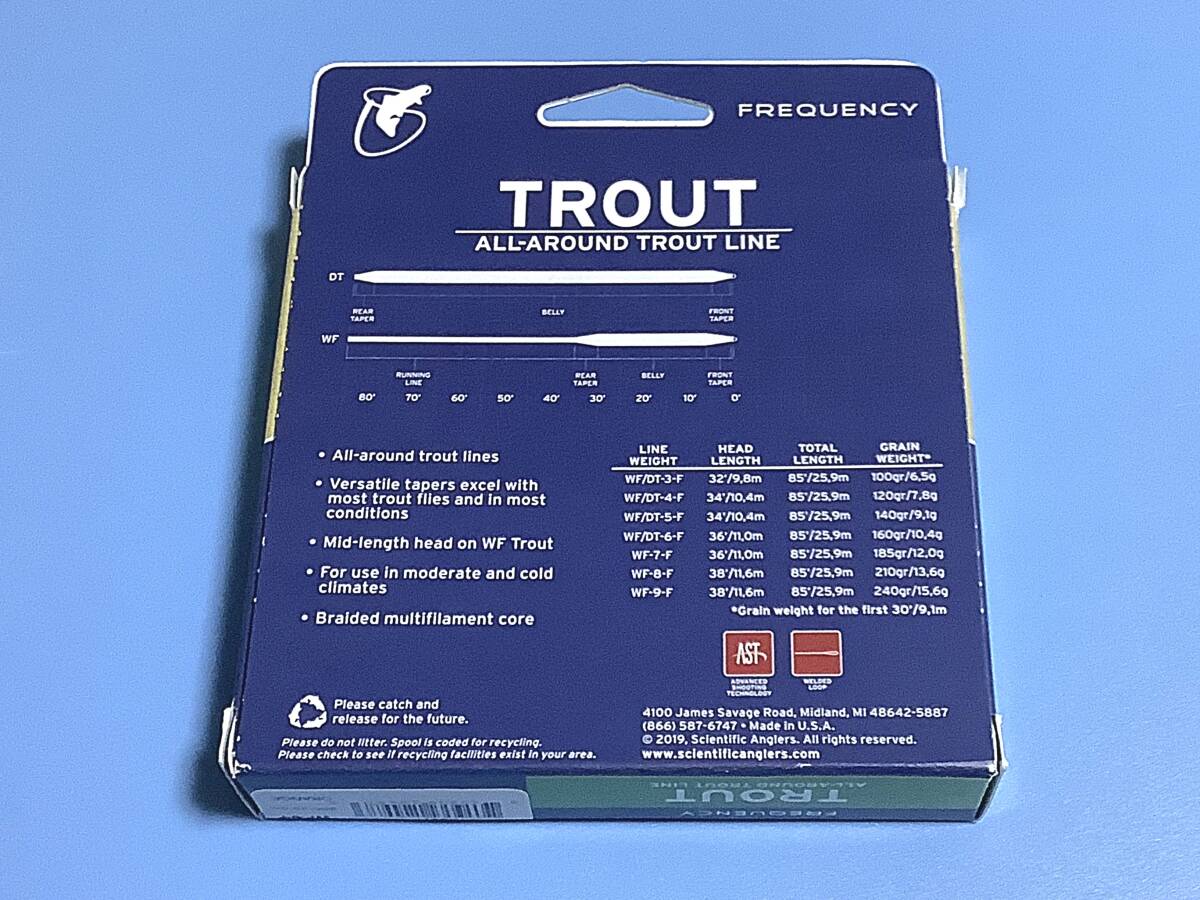 FREQUENCY
TROUT
ALL-AROUND TROUT LINE
DT
REAR TAPER
BELLY
FRONT TAPER
WF
RUNNING LINE
REAR TAPER
BELLY
FRONT TAPER
80' 70' 60' 50' 40' 30' 20' 10' 0'
• All-around trout lines
• Versatile tapers excel with
most trout flies and in most
conditions
• Mid-length head on WF Trout
• For use in moderate and cold
climates
• Braided multifilament core
LINE WEIGHT HEAD LENGTH TOTAL LENGTH GRAIN WEIGHT*
WF/DT-3-F 32'/9,8m 85'/25,9m 100gr/6,5g
WF/DT-4-F 34'/10,4m 85'/25,9m 120gr/7,8g
WF/DT-5-F 34'/10,4m 85'/25,9m 140gr/9,1g
WF/DT-6-F 36'/11,0m 85'/25,9m 160gr/10,4g
WF-7-F 36'/11,0m 85'/25,9m 185gr/12,0g
WF-8-F 38'/11,6m 85'/25,9m 210gr/13,6g
WF-9-F 38'/11,6m 85'/25,9m 240gr/15,6g
*Grain weight for the first 30'/9,1m
AST
ADVANCED
SHOOTING
TECHNOLOGY
WELDED
LOOP
Please catch and
release for the future.
Please do not litter. Spool is coded for recycling.
Please check to see if recycling facilities exist in your area.
4100 James Savage Road, Midland, MI 48642-5887
(866) 587-6747 • Made in U.S.A.
© 2019, Scientific Anglers. All rights reserved.
www.scientificanglers.com
ALL-AROUND TROUT LINE
TROUT
FREQUENCY
ORANGE